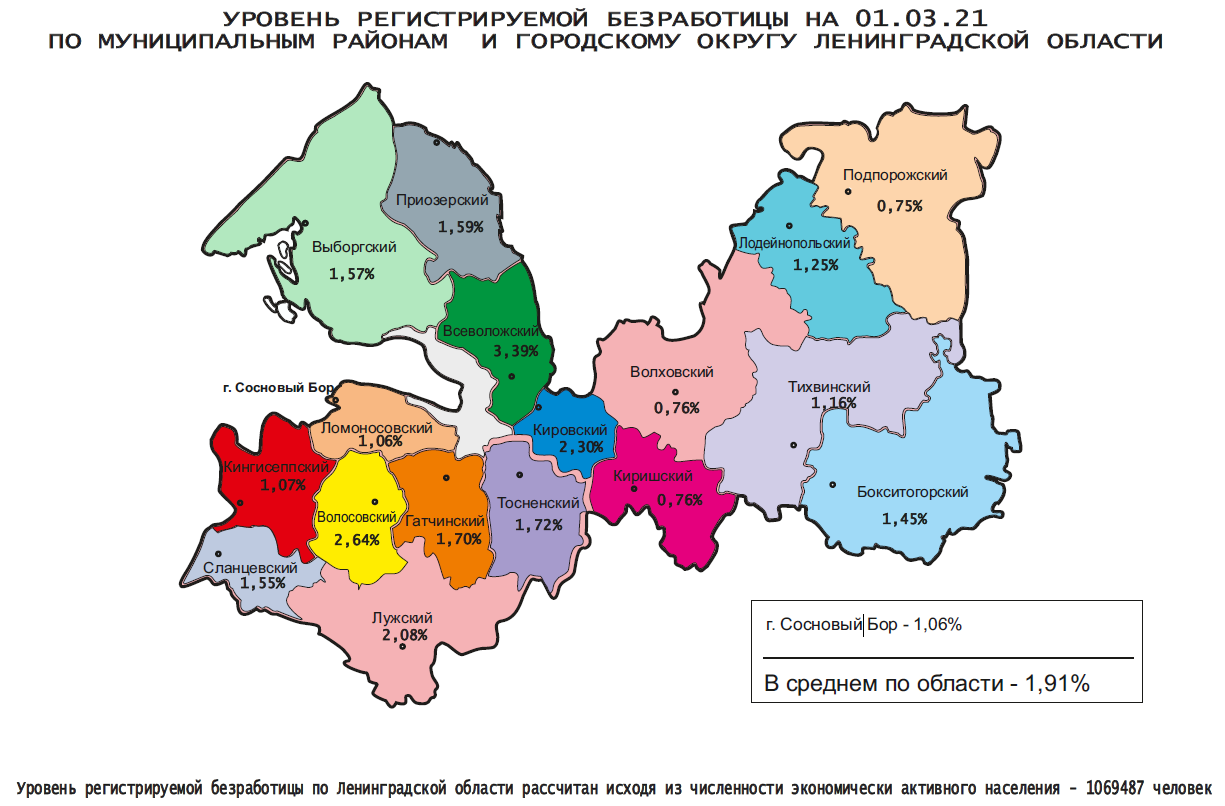 УРОВЕНЬ РЕГИСТРИРУЕМОЙ БЕЗРАБОТИЦЫ НА 01.03.21
ПО МУНИЦИПАЛЬНЫМ РАЙОНАМ И ГОРОДСКОМУ ОКРУГУ ЛЕНИНГРАДСКОЙ ОБЛАСТИ
Подпорожский
0,75%
Приозерский
1,59%
Лодейнопольский
1,25%
Выборгский
1,57%
Всеволожский
3,39%
Волховский
0,76%
Тихвинский
1,16%
г. Сосновый Бор
Ломоносовский
1,06%
Кировский
2,30%
Кингисеппский
1,07%
Киришский
0,76%
Бокситогорский
1,45%
Волосовский
2,64%
Гатчинский
1,70%
Тосненский
1,72%
Сланцевский
1,55%
Лужский
2,08%
г. Сосновый Бор - 1,06%
В среднем по области - 1,91%
Уровень регистрируемой безработицы по Ленинградской области рассчитан исходя из численности экономически активного населения - 1069487 человек